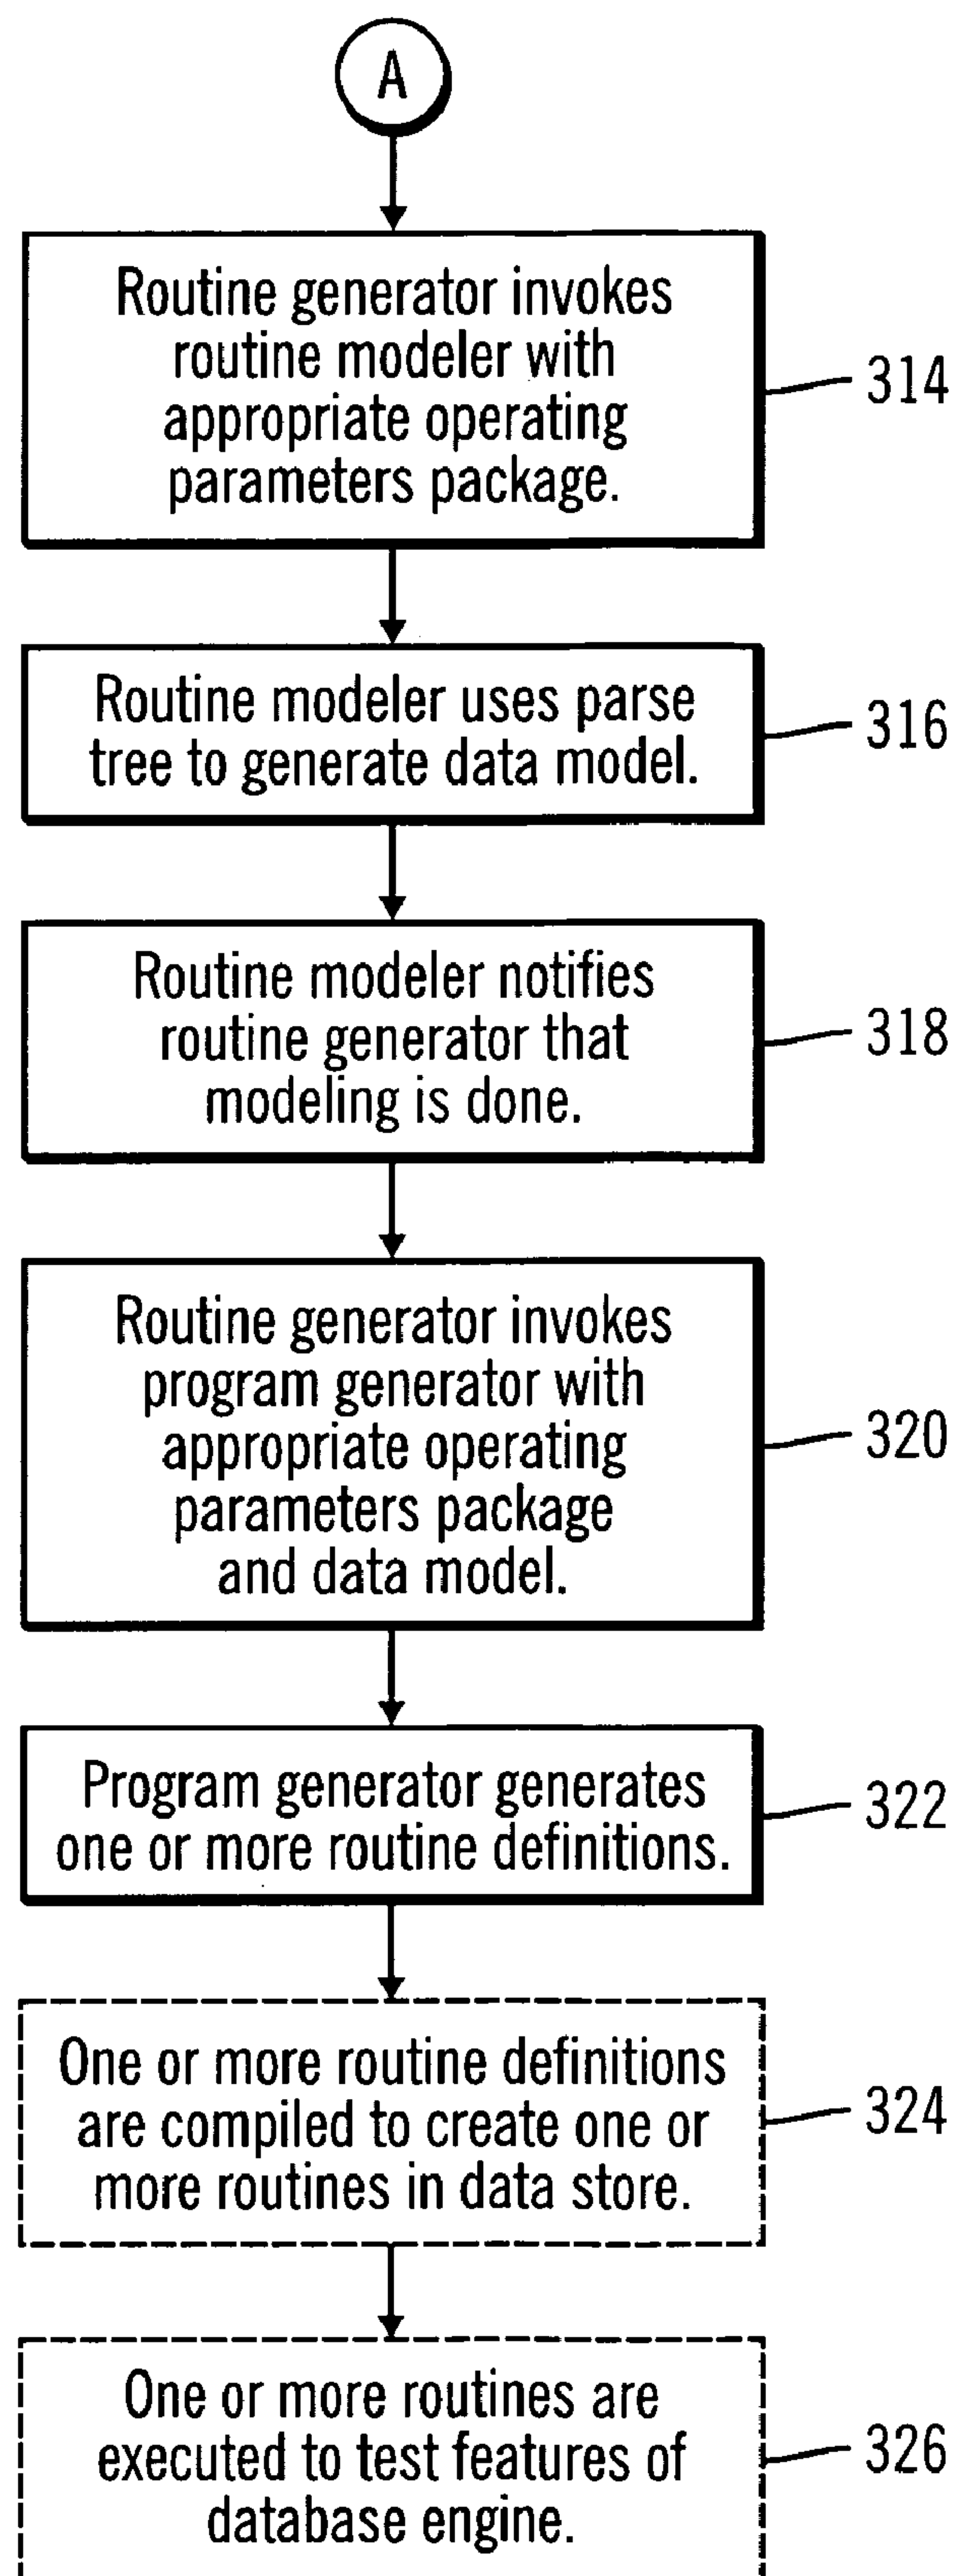 A
Routine generator invokes
routine modeler with
appropriate operating
parameters package.
314
Routine modeler uses parse
tree to generate data model.
316
Routine modeler notifies
routine generator that
modeling is done.
318
Routine generator invokes
program generator with
appropriate operating
parameters package
and data model.
320
Program generator generates
one or more routine definitions.
322
One or more routine definitions
are compiled to create one or
more routines in data store.
324
One or more routines are
executed to test features of
database engine.
326